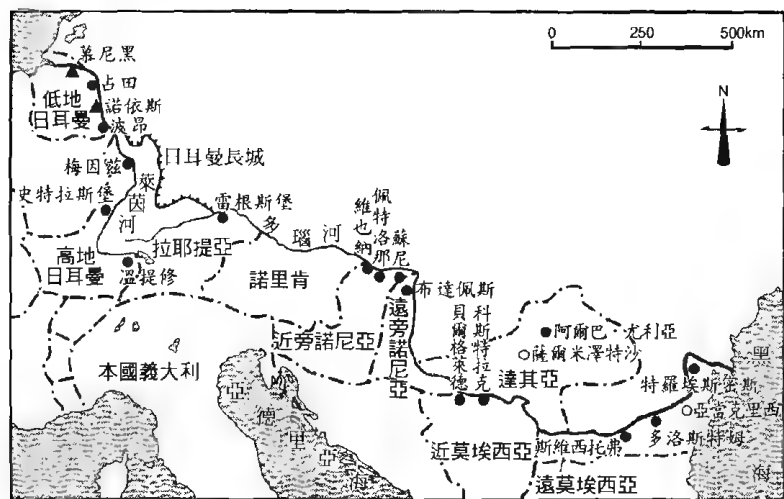 0 250 500km
N
慕尼黑
占田
低地
日耳曼
諾依斯
波昂
日耳曼長城
梅因茲
萊茵河
史特拉斯堡
雷根斯堡
多瑙河
維也納
佩特洛那
蘇尼
拉耶提亞
高地
日耳曼
溫提修
諾里肯
布達佩斯
遠旁諾尼亞
近旁諾尼亞
貝爾格來德
科斯特拉克
阿爾巴・尤利亞
薩爾米澤特沙
達其亞
黑海
特羅埃斯密斯
亞當克里西
本國義大利
亞德里亞海
多洛斯特姆
斯維西托弗
近莫埃西亞
遠莫埃西亞